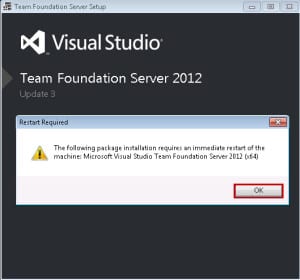 Team Foundation Server Setup
Visual Studio
Team Foundation Server 2012
Update 3
Restart Required
The following package installation requires an immediate restart of the
machine: Microsoft Visual Studio Team Foundation Server 2012 (x64)
OK